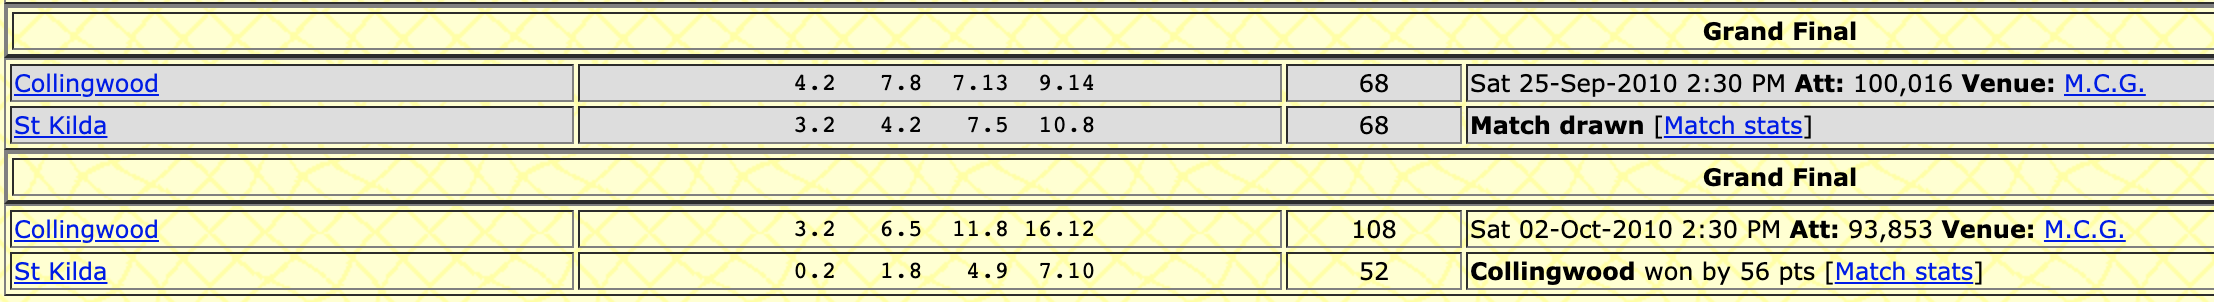 Grand Final
Collingwood 4.2 7.8 7.13 9.14 68 Sat 25-Sep-2010 2:30 PM Att: 100,016 Venue: M.C.G.
St Kilda 3.2 4.2 7.5 10.8 68 Match drawn [Match stats]
Grand Final
Collingwood 3.2 6.5 11.8 16.12 108 Sat 02-Oct-2010 2:30 PM Att: 93,853 Venue: M.C.G.
St Kilda 0.2 1.8 4.9 7.10 52 Collingwood won by 56 pts [Match stats]